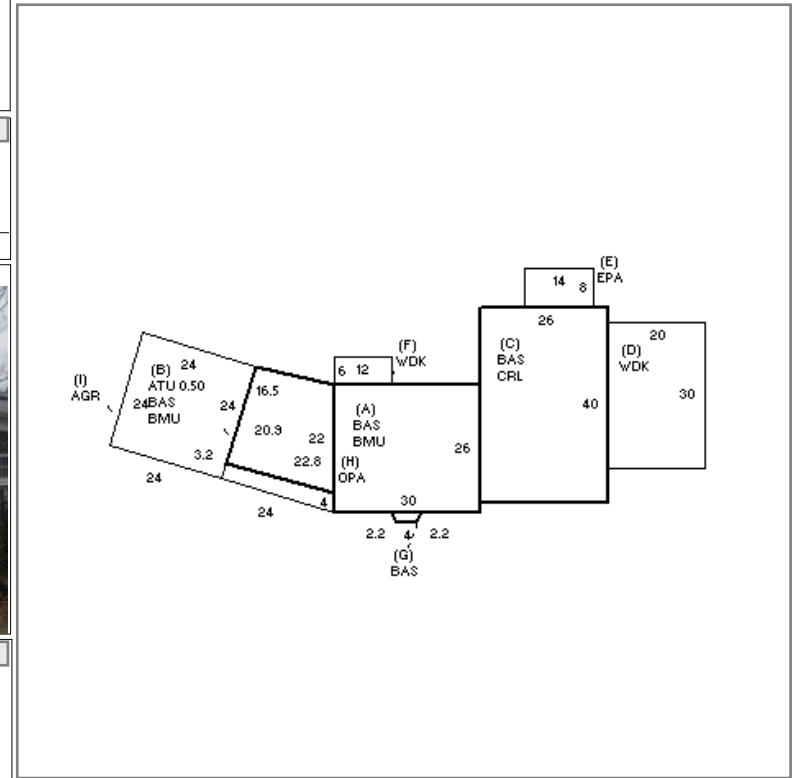 (E)
EPA
14
8
26
20
(C)
BAS
CRL
(D)
WDK
30
40
(F)
WDK
6 12
(I)
AGR
(B) 24
ATU 0.50
24 BAS
BMU
24
3.2
24
16.5
20.9
22
22.8
(A)
BAS
BMU
26
(H)
OPA
30
4
24
2.2 4 2.2
(G)
BAS